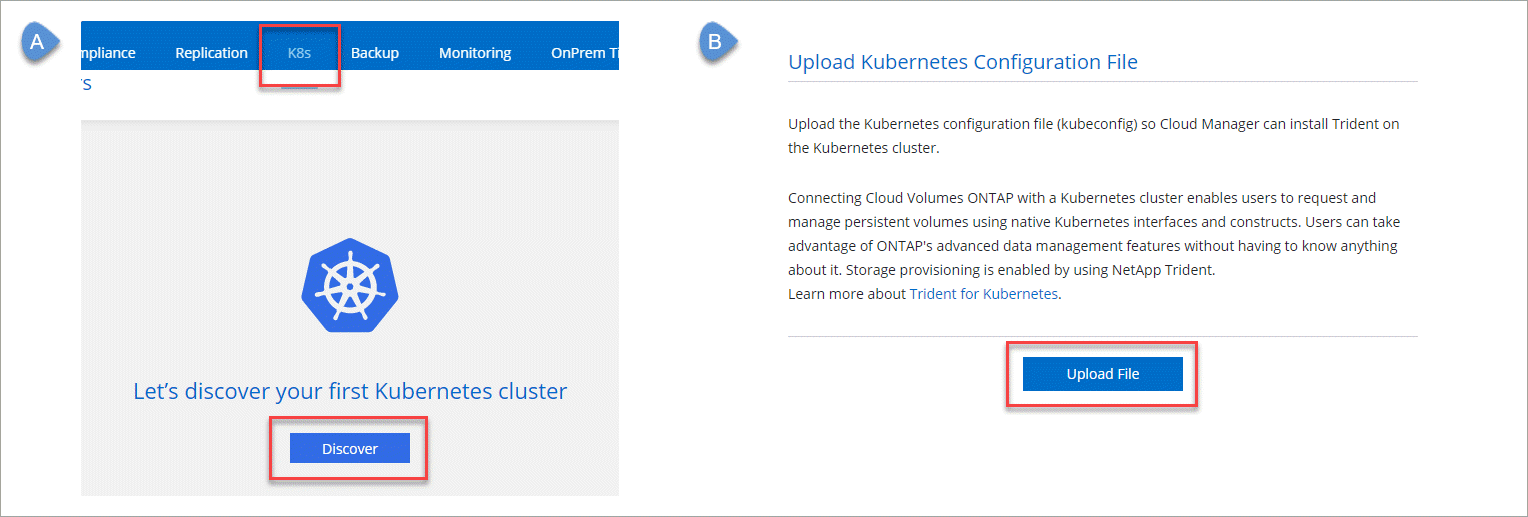 A
mpliance Replication K8s Backup Monitoring OnPrem Ti
rs
Let's discover your first Kubernetes cluster
Discover
B
Upload Kubernetes Configuration File
Upload the Kubernetes configuration file (kubeconfig) so Cloud Manager can install Trident on
the Kubernetes cluster.
Connecting Cloud Volumes ONTAP with a Kubernetes cluster enables users to request and
manage persistent volumes using native Kubernetes interfaces and constructs. Users can take
advantage of ONTAP's advanced data management features without having to know anything
about it. Storage provisioning is enabled by using NetApp Trident.
Learn more about Trident for Kubernetes.
Upload File